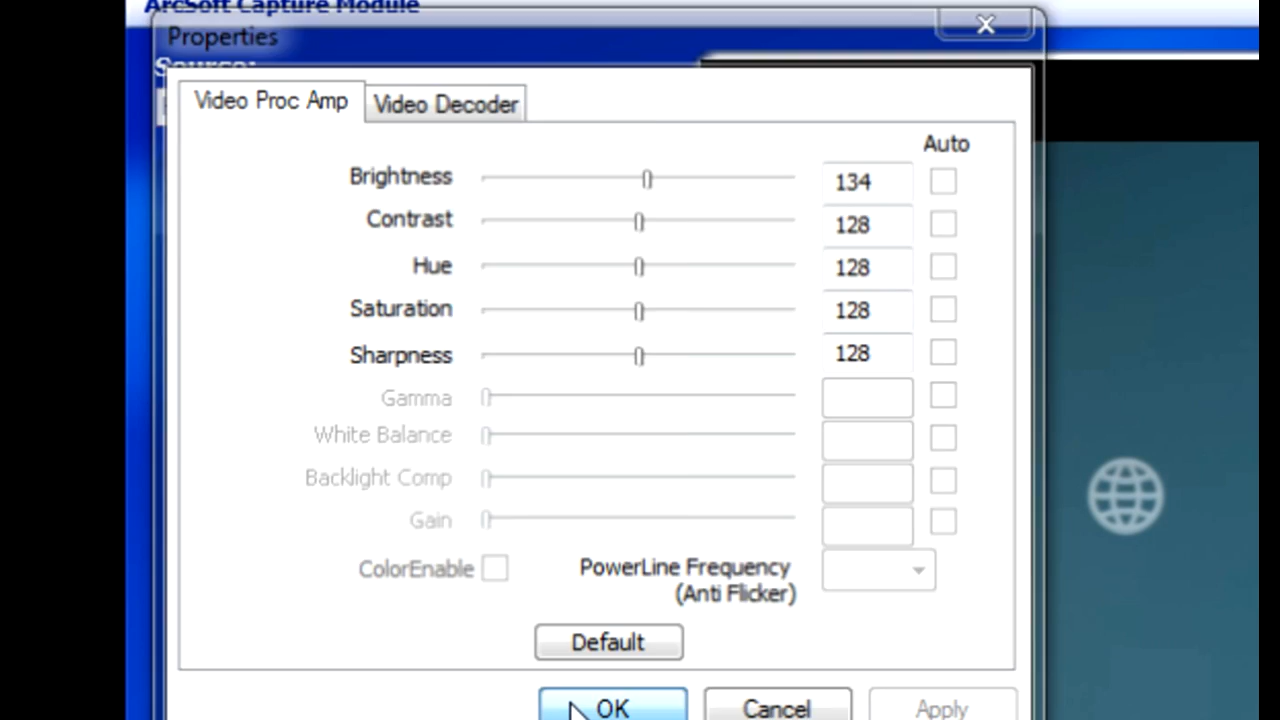 ArcSoft Capture Module
Properties
Source:
Video Proc Amp
Video Decoder
Auto
Brightness 134
Contrast 128
Hue 128
Saturation 128
Sharpness 128
Gamma
White Balance
Backlight Comp
Gain
ColorEnable
PowerLine Frequency
(Anti Flicker)
Default
OK Cancel Apply